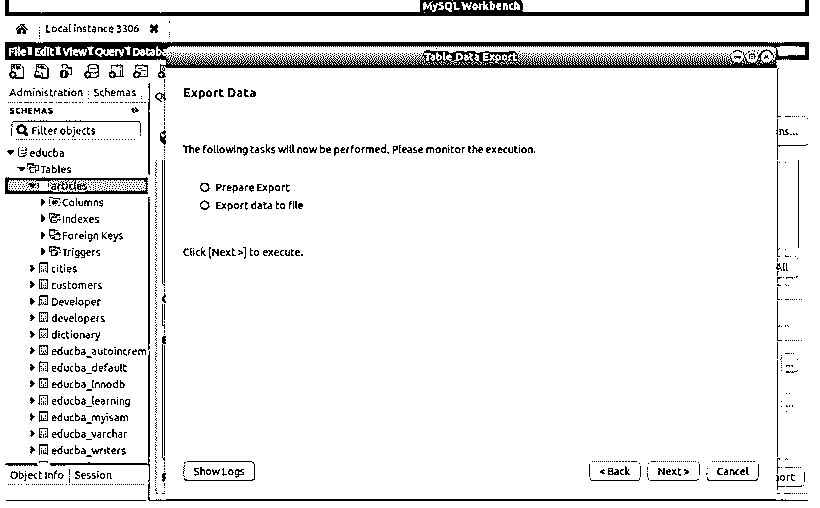 MySQL Workbench
Local instance 3306
File Edit View Query Databa
Table Data Export
Administration Schemas
SCHEMAS
Filter objects
educba
Tables
articles
Columns
Indexes
Foreign Keys
Triggers
cities
customers
Developer
developers
dictionary
educba_autoincrem
educba_default
educba_innodb
educba_learning
educba_myisam
educba_varchar
educba_writers
Object Info Session
Export Data
The following tasks will now be performed. Please monitor the execution.
Prepare Export
Export data to file
Click [Next >] to execute.
Show Logs
< Back Next > Cancel
ns...
All
port